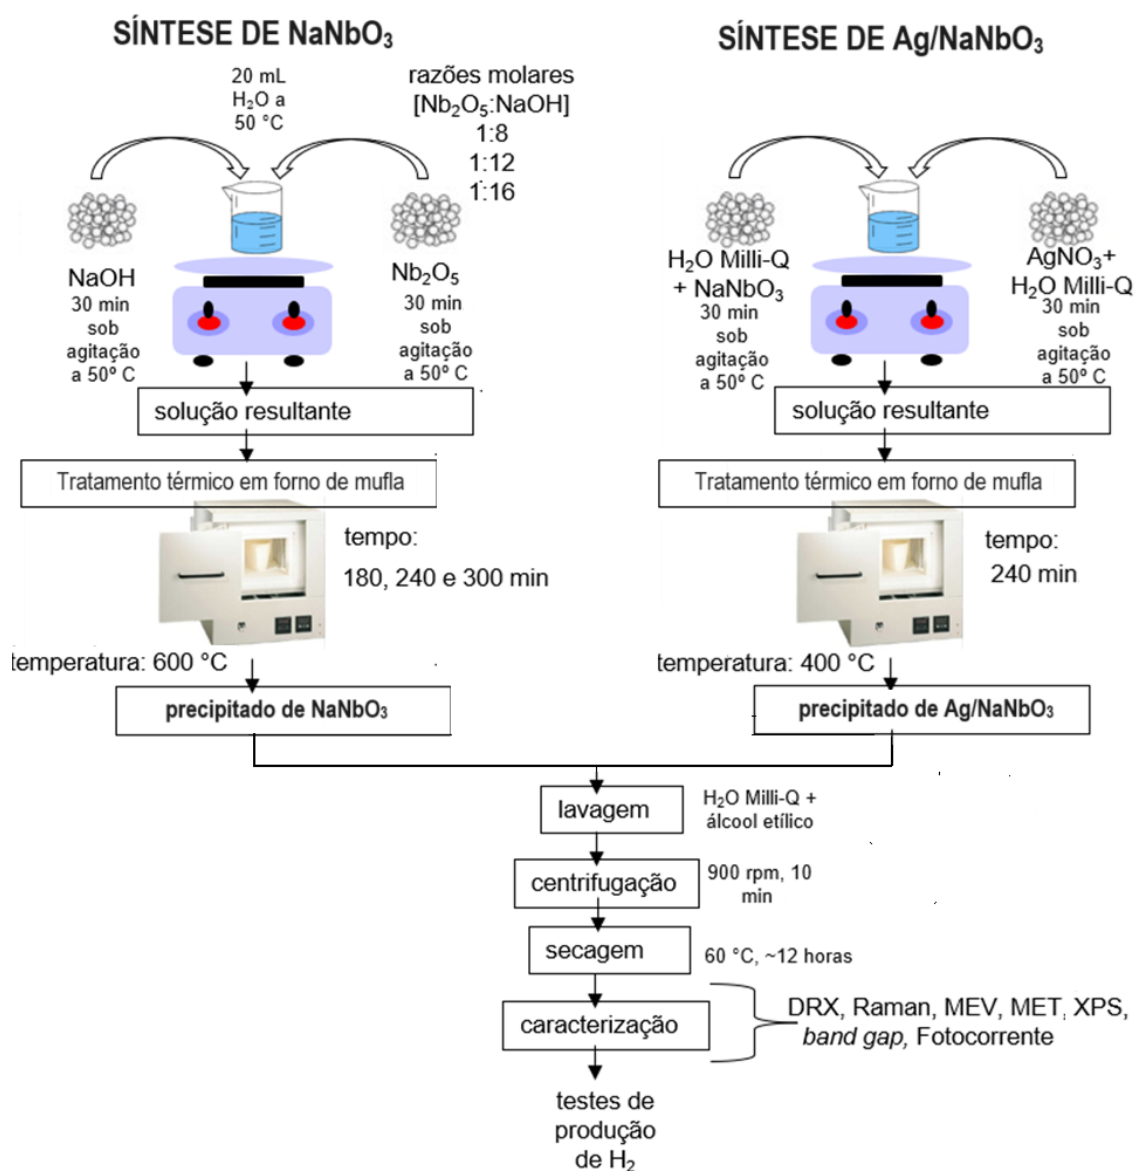 SÍNTESE DE NaNbO₃
20 mL
H₂O a
50 °C
razões molares
[Nb₂O₅:NaOH]
1:8
1:12
1:16
NaOH
30 min
sob
agitação
a 50º C
Nb₂O₅
30 min
sob
agitação
a 50º C
solução resultante
Tratamento térmico em forno de mufla
tempo:
180, 240 e 300 min
temperatura: 600 °C
precipitado de NaNbO₃
SÍNTESE DE Ag/NaNbO₃
H₂O Milli-Q
+ NaNbO₃
30 min
sob
agitação
a 50º C
AgNO₃+
H₂O Milli-Q
30 min
sob
agitação
a 50º C
solução resultante
Tratamento térmico em forno de mufla
tempo:
240 min
temperatura: 400 °C
precipitado de Ag/NaNbO₃
lavagem
H₂O Milli-Q +
álcool etílico
centrifugação
900 rpm, 10
min
secagem
60 °C, ~12 horas
caracterização
DRX, Raman, MEV, MET, XPS,
band gap, Fotocorrente
testes de
produção
de H₂